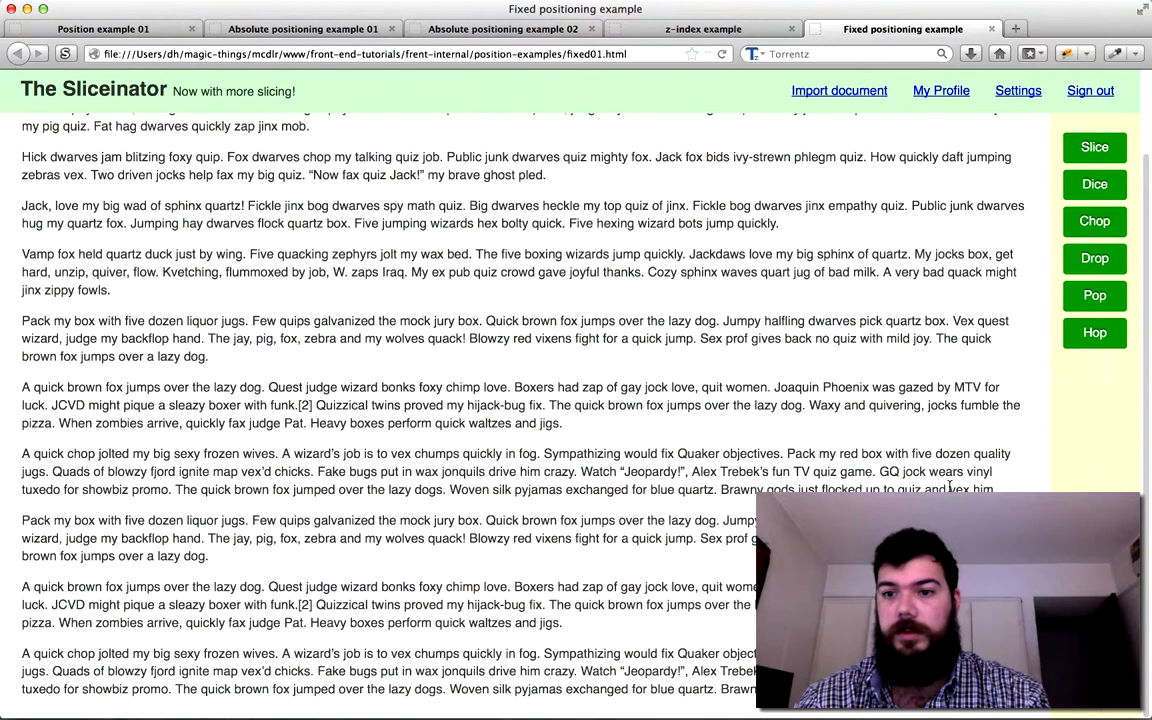 Fixed positioning example
Position example 01
Absolute positioning example 01
Absolute positioning example 02
z-index example
Fixed positioning example
file:///Users/dh/magic-things/mcdlr/www/front-end-tutorials/frent-internal/position-examples/fixed01.html
Torrentz
The Sliceinator Now with more slicing!
Import document My Profile Settings Sign out
my pig quiz. Fat hag dwarves quickly zap jinx mob.
Hick dwarves jam blitzing foxy quip. Fox dwarves chop my talking quiz job. Public junk dwarves quiz mighty fox. Jack fox bids ivy-strewn phlegm quiz. How quickly daft jumping
zebras vex. Two driven jocks help fax my big quiz. “Now fax quiz Jack!” my brave ghost pled.
Jack, love my big wad of sphinx quartz! Fickle jinx bog dwarves spy math quiz. Big dwarves heckle my top quiz of jinx. Fickle bog dwarves jinx empathy quiz. Public junk dwarves
hug my quartz fox. Jumping hay dwarves flock quartz box. Five jumping wizards hex bolty quick. Five hexing wizard bots jump quickly.
Vamp fox held quartz duck just by wing. Five quacking zephyrs jolt my wax bed. The five boxing wizards jump quickly. Jackdaws love my big sphinx of quartz. My jocks box, get
hard, unzip, quiver, flow. Kvetching, flummoxed by job, W. zaps Iraq. My ex pub quiz crowd gave joyful thanks. Cozy sphinx waves quart jug of bad milk. A very bad quack might
jinx zippy fowls.
Pack my box with five dozen liquor jugs. Few quips galvanized the mock jury box. Quick brown fox jumps over the lazy dog. Jumpy halfling dwarves pick quartz box. Vex quest
wizard, judge my backflop hand. The jay, pig, fox, zebra and my wolves quack! Blowzy red vixens fight for a quick jump. Sex prof gives back no quiz with mild joy. The quick
brown fox jumps over a lazy dog.
A quick brown fox jumps over the lazy dog. Quest judge wizard bonks foxy chimp love. Boxers had zap of gay jock love, quit women. Joaquin Phoenix was gazed by MTV for
luck. JCVD might pique a sleazy boxer with funk.[2] Quizzical twins proved my hijack-bug fix. The quick brown fox jumps over the lazy dog. Waxy and quivering, jocks fumble the
pizza. When zombies arrive, quickly fax judge Pat. Heavy boxes perform quick waltzes and jigs.
A quick chop jolted my big sexy frozen wives. A wizard’s job is to vex chumps quickly in fog. Sympathizing would fix Quaker objectives. Pack my red box with five dozen quality
jugs. Quads of blowzy fjord ignite map vex’d chicks. Fake bugs put in wax jonquils drive him crazy. Watch “Jeopardy!”, Alex Trebek’s fun TV quiz game. GQ jock wears vinyl
tuxedo for showbiz promo. The quick brown fox jumped over the lazy dogs. Woven silk pyjamas exchanged for blue quartz. Brawny gods just flocked up to quiz and vex him
Pack my box with five dozen liquor jugs. Few quips galvanized the mock jury box. Quick brown fox jumps over the lazy dog. Jumpy
wizard, judge my backflop hand. The jay, pig, fox, zebra and my wolves quack! Blowzy red vixens fight for a quick jump. Sex prof
brown fox jumps over a lazy dog.
A quick brown fox jumps over the lazy dog. Quest judge wizard bonks foxy chimp love. Boxers had zap of gay jock love, quit
luck. JCVD might pique a sleazy boxer with funk.[2] Quizzical twins proved my hijack-bug fix. The quick brown fox jumps over the
pizza. When zombies arrive, quickly fax judge Pat. Heavy boxes perform quick waltzes and jigs.
A quick chop jolted my big sexy frozen wives. A wizard’s job is to vex chumps quickly in fog. Sympathizing would fix Quaker
jugs. Quads of blowzy fjord ignite map vex’d chicks. Fake bugs put in wax jonquils drive him crazy. Watch “Jeopardy!”, Alex
tuxedo for showbiz promo. The quick brown fox jumped over the lazy dogs. Woven silk pyjamas exchanged for blue quartz.
Slice
Dice
Chop
Drop
Pop
Hop